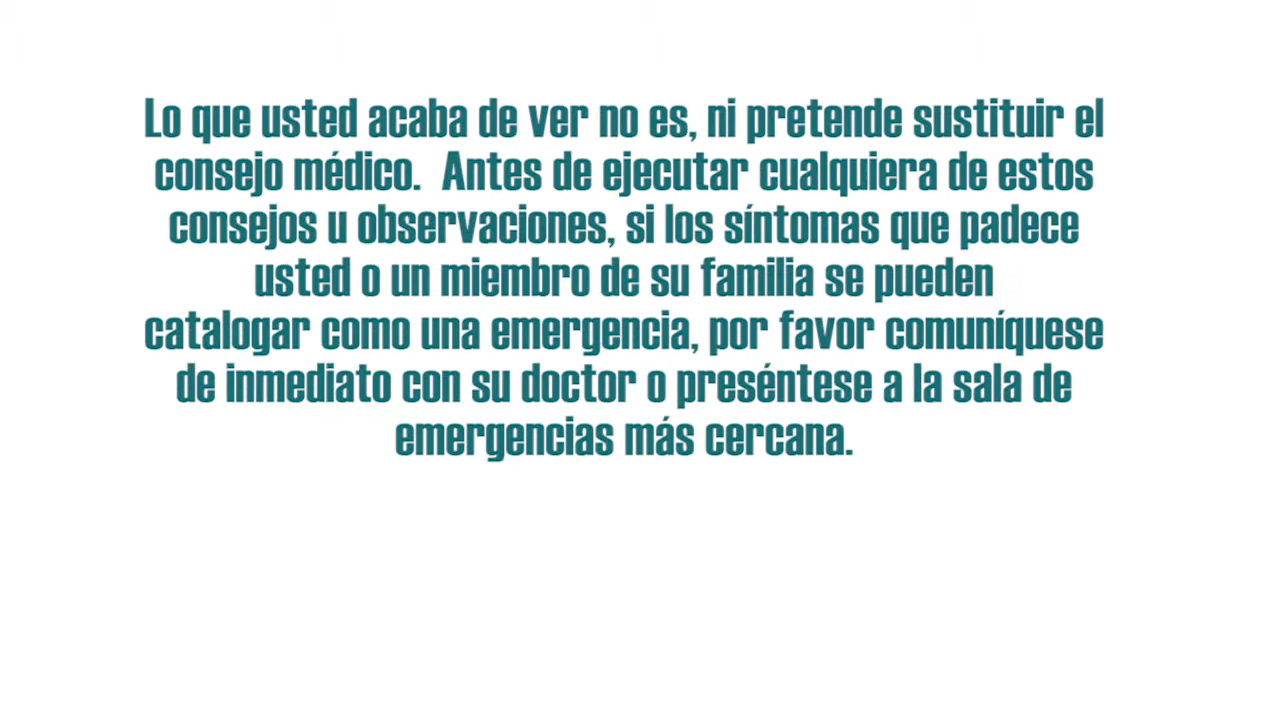 Lo que usted acaba de ver no es, ni pretende sustituir el
consejo médico.  Antes de ejecutar cualquiera de estos
consejos u observaciones, si los síntomas que padece
usted o un miembro de su familia se pueden
catalogar como una emergencia, por favor comuníquese
de inmediato con su doctor o preséntese a la sala de
emergencias más cercana.